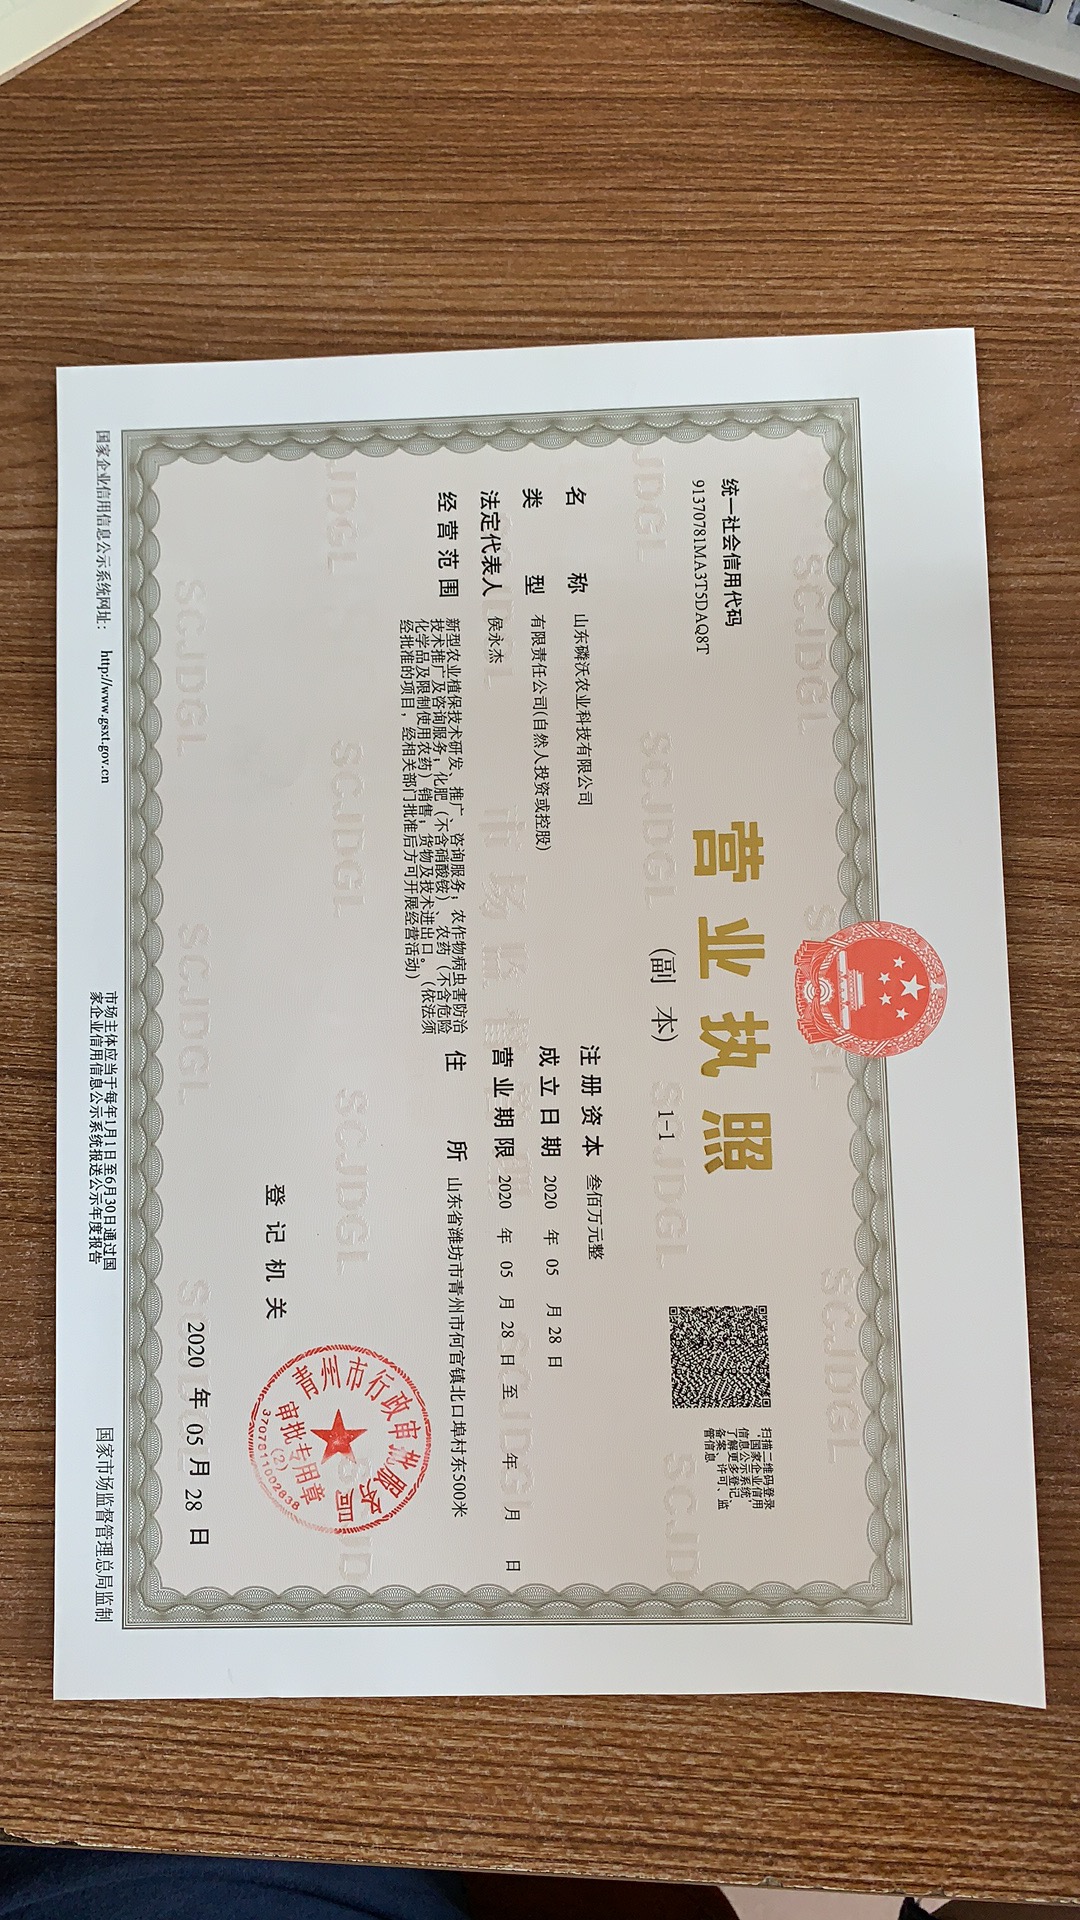 营业执照
(副 本) 1-1
统一社会信用代码
91370781MA3T5DAQ8T
扫描二维码登录
“国家企业信用
信息公示系统”
了解更多登记、
备案、许可、监
管信息
名 称 山东磷沃农业科技有限公司
类 型 有限责任公司(自然人投资或控股)
法定代表人 侯永杰
经营范围 新型农业植保技术研发、推广、咨询服务；农作物病虫害防治
技术推广及咨询服务；化肥（不含硝酸铵）、农药（不含危险
化学品及限制使用农药）销售；货物及技术进出口。（依法须
经批准的项目，经相关部门批准后方可开展经营活动）
注册资本 叁佰万元整
成立日期 2020 年 05 月 28 日
营业期限 2020 年 05 月 28 日 至 年 月 日
住 所 山东省潍坊市青州市何官镇北口埠村东500米
登记机关
青州市行政审批服务局
审批专用章
(2)
3707811002838
2020 年 05 月 28 日
国家企业信用信息公示系统网址： http://www.gsxt.gov.cn
市场主体应当于每年1月1日至6月30日通过国
家企业信用信息公示系统报送公示年度报告
国家市场监督管理总局监制